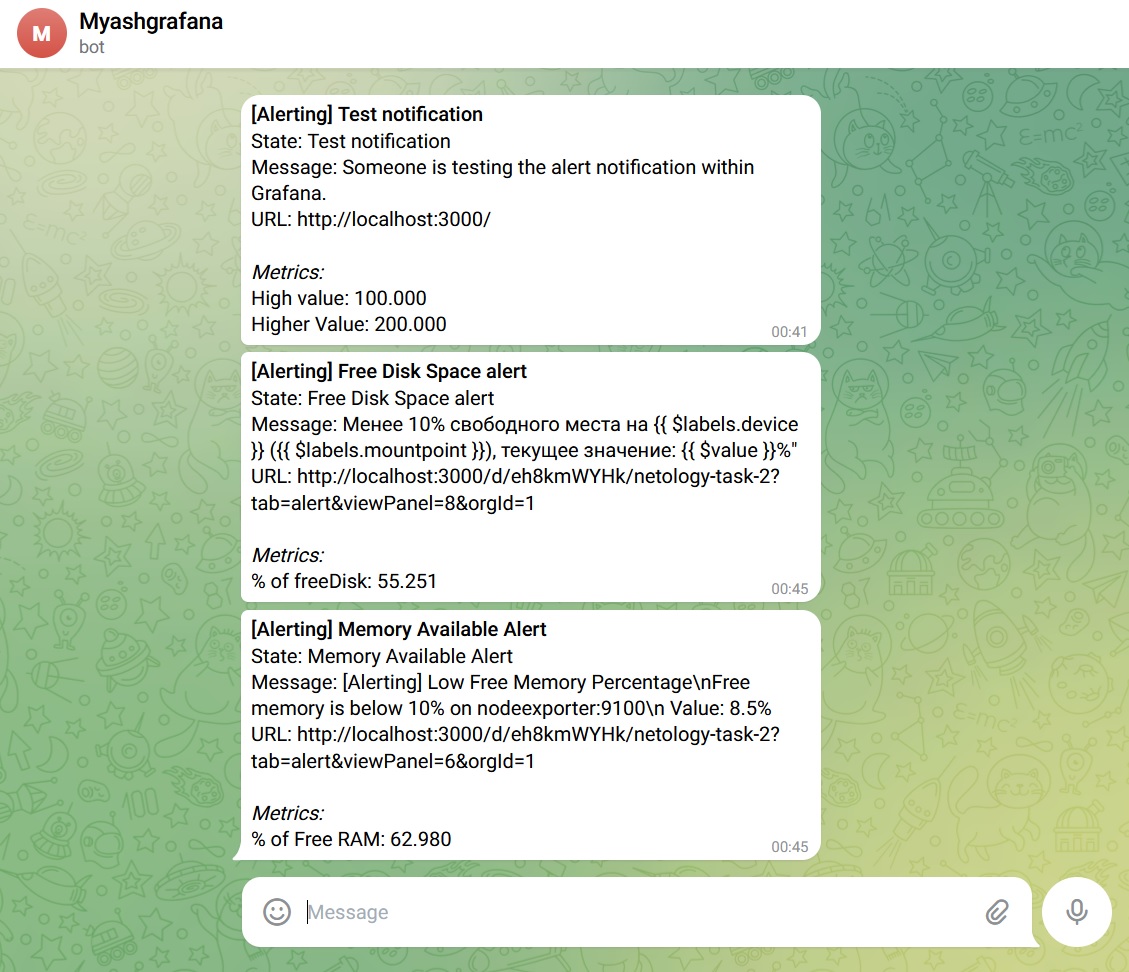 M
Myashgrafana
bot
[Alerting] Test notification
State: Test notification
Message: Someone is testing the alert notification within
Grafana.
URL: http://localhost:3000/
Metrics:
High value: 100.000
Higher Value: 200.000
00:41
[Alerting] Free Disk Space alert
State: Free Disk Space alert
Message: Менее 10% свободного места на {{ $labels.device
}} ({{ $labels.mountpoint }}), текущее значение: {{ $value }}%"
URL: http://localhost:3000/d/eh8kmWYHk/netology-task-2?
tab=alert&viewPanel=8&orgId=1
Metrics:
% of freeDisk: 55.251
00:45
[Alerting] Memory Available Alert
State: Memory Available Alert
Message: [Alerting] Low Free Memory Percentage\nFree
memory is below 10% on nodeexporter:9100\n Value: 8.5%
URL: http://localhost:3000/d/eh8kmWYHk/netology-task-2?
tab=alert&viewPanel=6&orgId=1
Metrics:
% of Free RAM: 62.980
00:45
Message
E=mc²
E=mc²
E=mc²